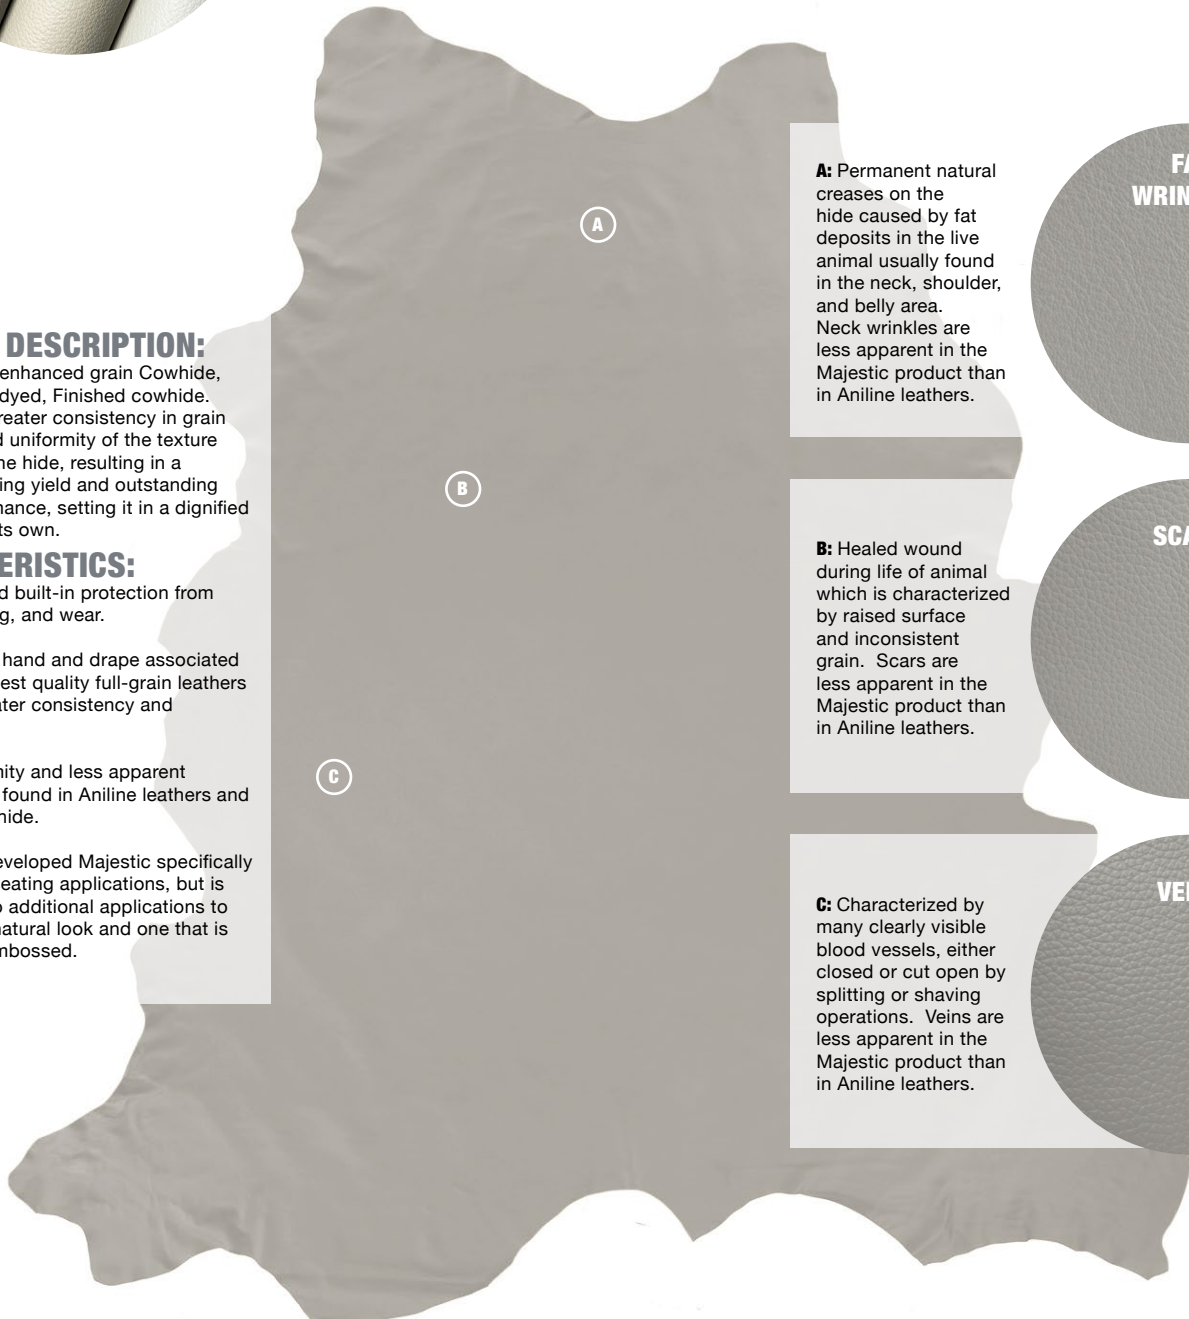 DESCRIPTION:
enhanced grain Cowhide,
dyed, Finished cowhide.
reater consistency in grain
d uniformity of the texture
he hide, resulting in a
ing yield and outstanding
nance, setting it in a dignified
ts own.
ERISTICS:
d built-in protection from
g, and wear.
hand and drape associated
est quality full-grain leathers
ater consistency and
nity and less apparent
found in Aniline leathers and
hide.
eveloped Majestic specifically
eating applications, but is
o additional applications to
natural look and one that is
mbossed.
A
B
C
A: Permanent natural
creases on the
hide caused by fat
deposits in the live
animal usually found
in the neck, shoulder,
and belly area.
Neck wrinkles are
less apparent in the
Majestic product than
in Aniline leathers.
FA
WRIN
B: Healed wound
during life of animal
which is characterized
by raised surface
and inconsistent
grain.  Scars are
less apparent in the
Majestic product than
in Aniline leathers.
SCA
C: Characterized by
many clearly visible
blood vessels, either
closed or cut open by
splitting or shaving
operations.  Veins are
less apparent in the
Majestic product than
in Aniline leathers.
VEI